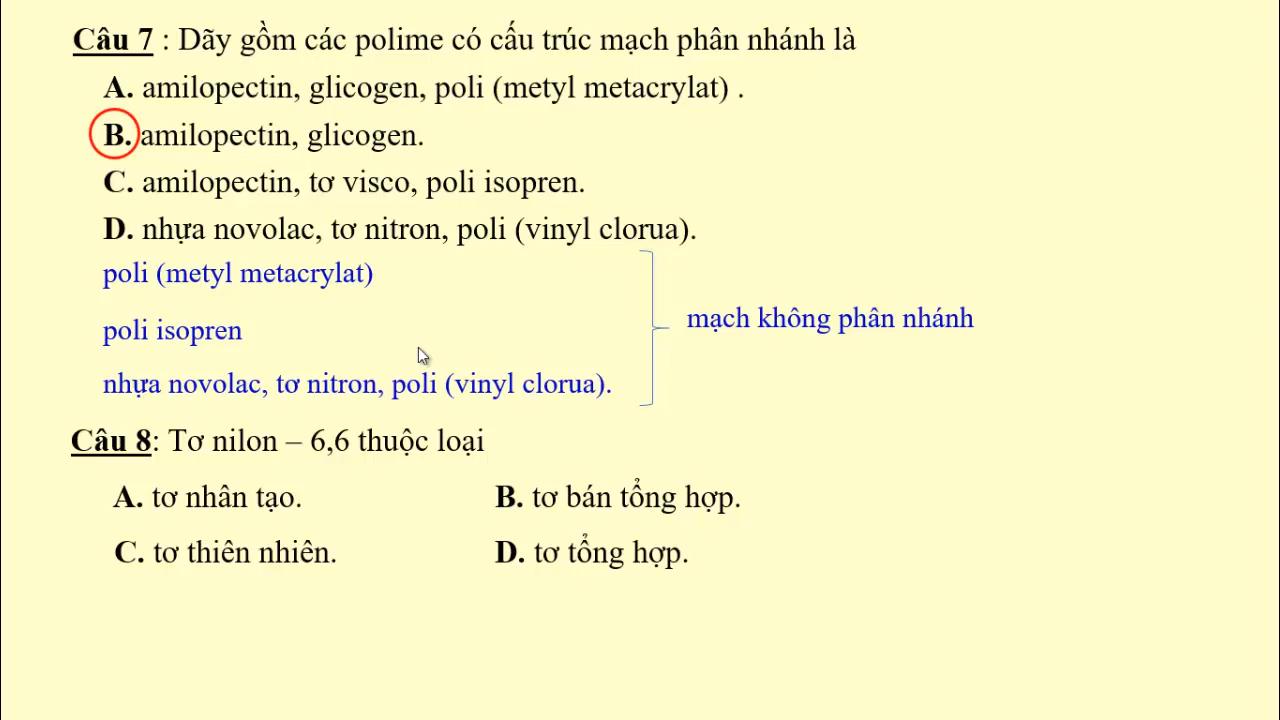 Câu 7 : Dãy gồm các polime có cấu trúc mạch phân nhánh là
A. amilopectin, glicogen, poli (metyl metacrylat) .
B. amilopectin, glicogen.
C. amilopectin, tơ visco, poli isopren.
D. nhựa novolac, tơ nitron, poli (vinyl clorua).
poli (metyl metacrylat)
poli isopren
mạch không phân nhánh
nhựa novolac, tơ nitron, poli (vinyl clorua).
Câu 8: Tơ nilon – 6,6 thuộc loại
A. tơ nhân tạo. B. tơ bán tổng hợp.
C. tơ thiên nhiên. D. tơ tổng hợp.